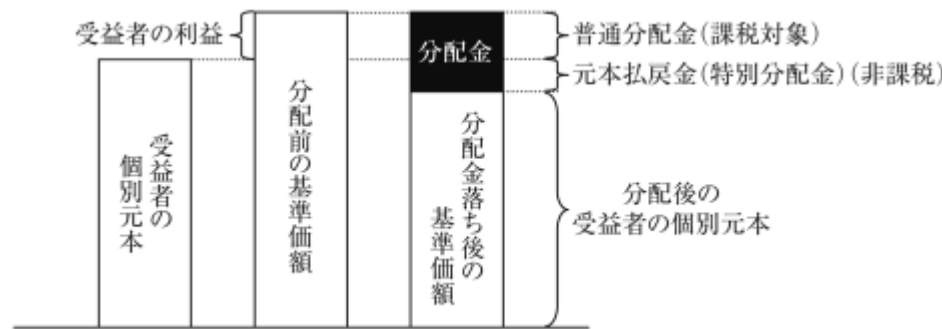 受益者の利益
分配金
普通分配金(課税対象)
元本払戻金(特別分配金)(非課税)
受益者の
個別元本
分配前の基準価額
分配金落ち後の
基準価額
分配後の
受益者の個別元本